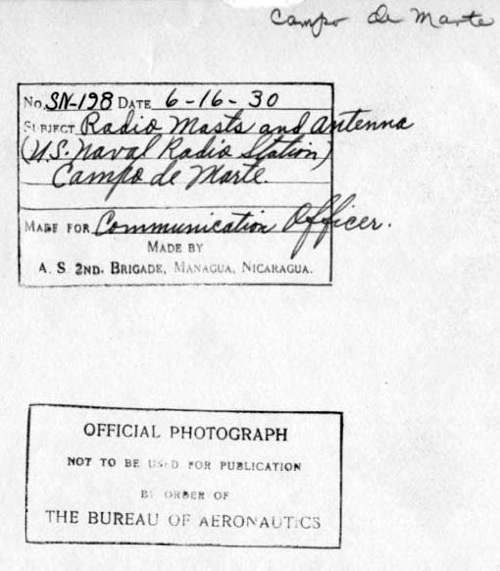 Campo de Marte
No. SN-198 DATE 6-16-30
SUBJECT Radio Masts and Antenna
(U.S. Naval Radio Station)
Campo de Marte.
MADE FOR Communication Officer.
MADE BY
A. S 2ND. BRIGADE, MANAGUA, NICARAGUA.
OFFICIAL PHOTOGRAPH
NOT TO BE USED FOR PUBLICATION
BY ORDER OF
THE BUREAU OF AERONAUTICS